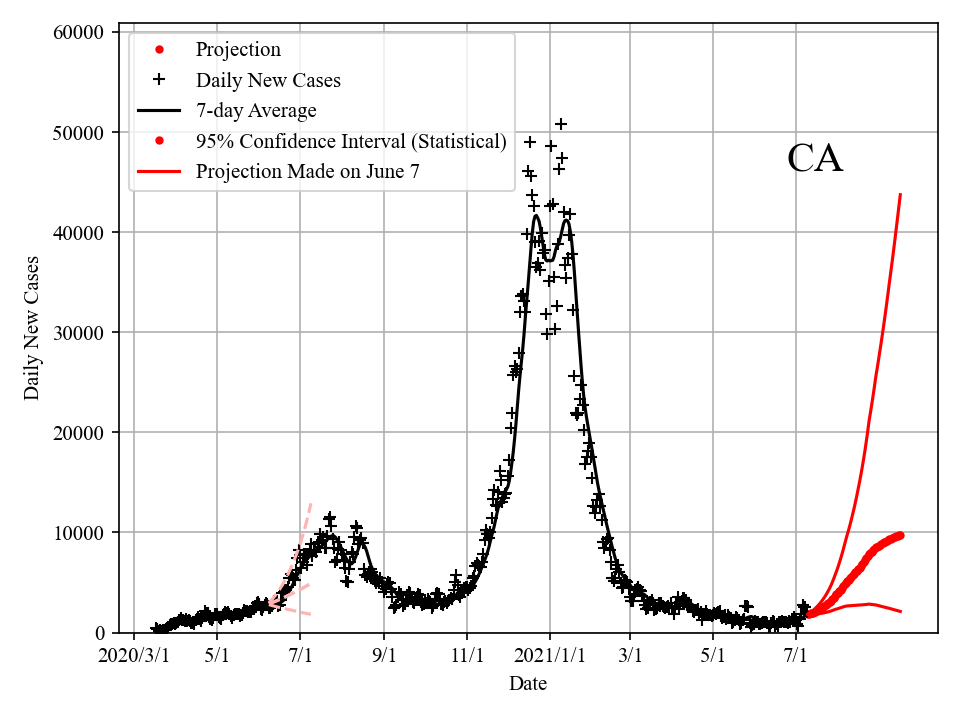 60000
50000
40000
30000
20000
10000
0
Daily New Cases
Projection
Daily New Cases
7-day Average
95% Confidence Interval (Statistical)
Projection Made on June 7
CA
2020/3/1 5/1 7/1 9/1 11/1 2021/1/1 3/1 5/1 7/1
Date